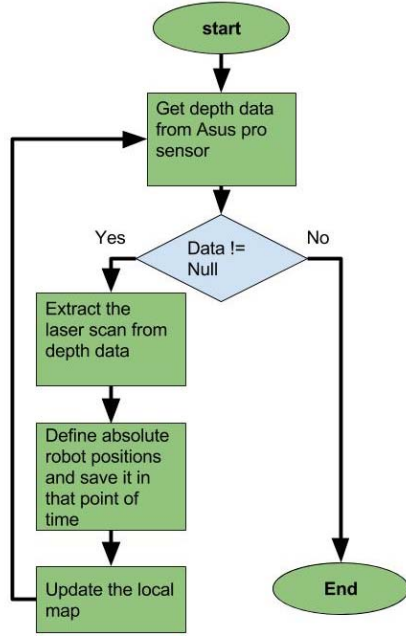 start
Get depth data
from Asus pro
sensor
Yes
No
Data !=
Null
Extract the
laser scan from
depth data
Define absolute
robot positions
and save it in
that point of
time
Update the local
map
End